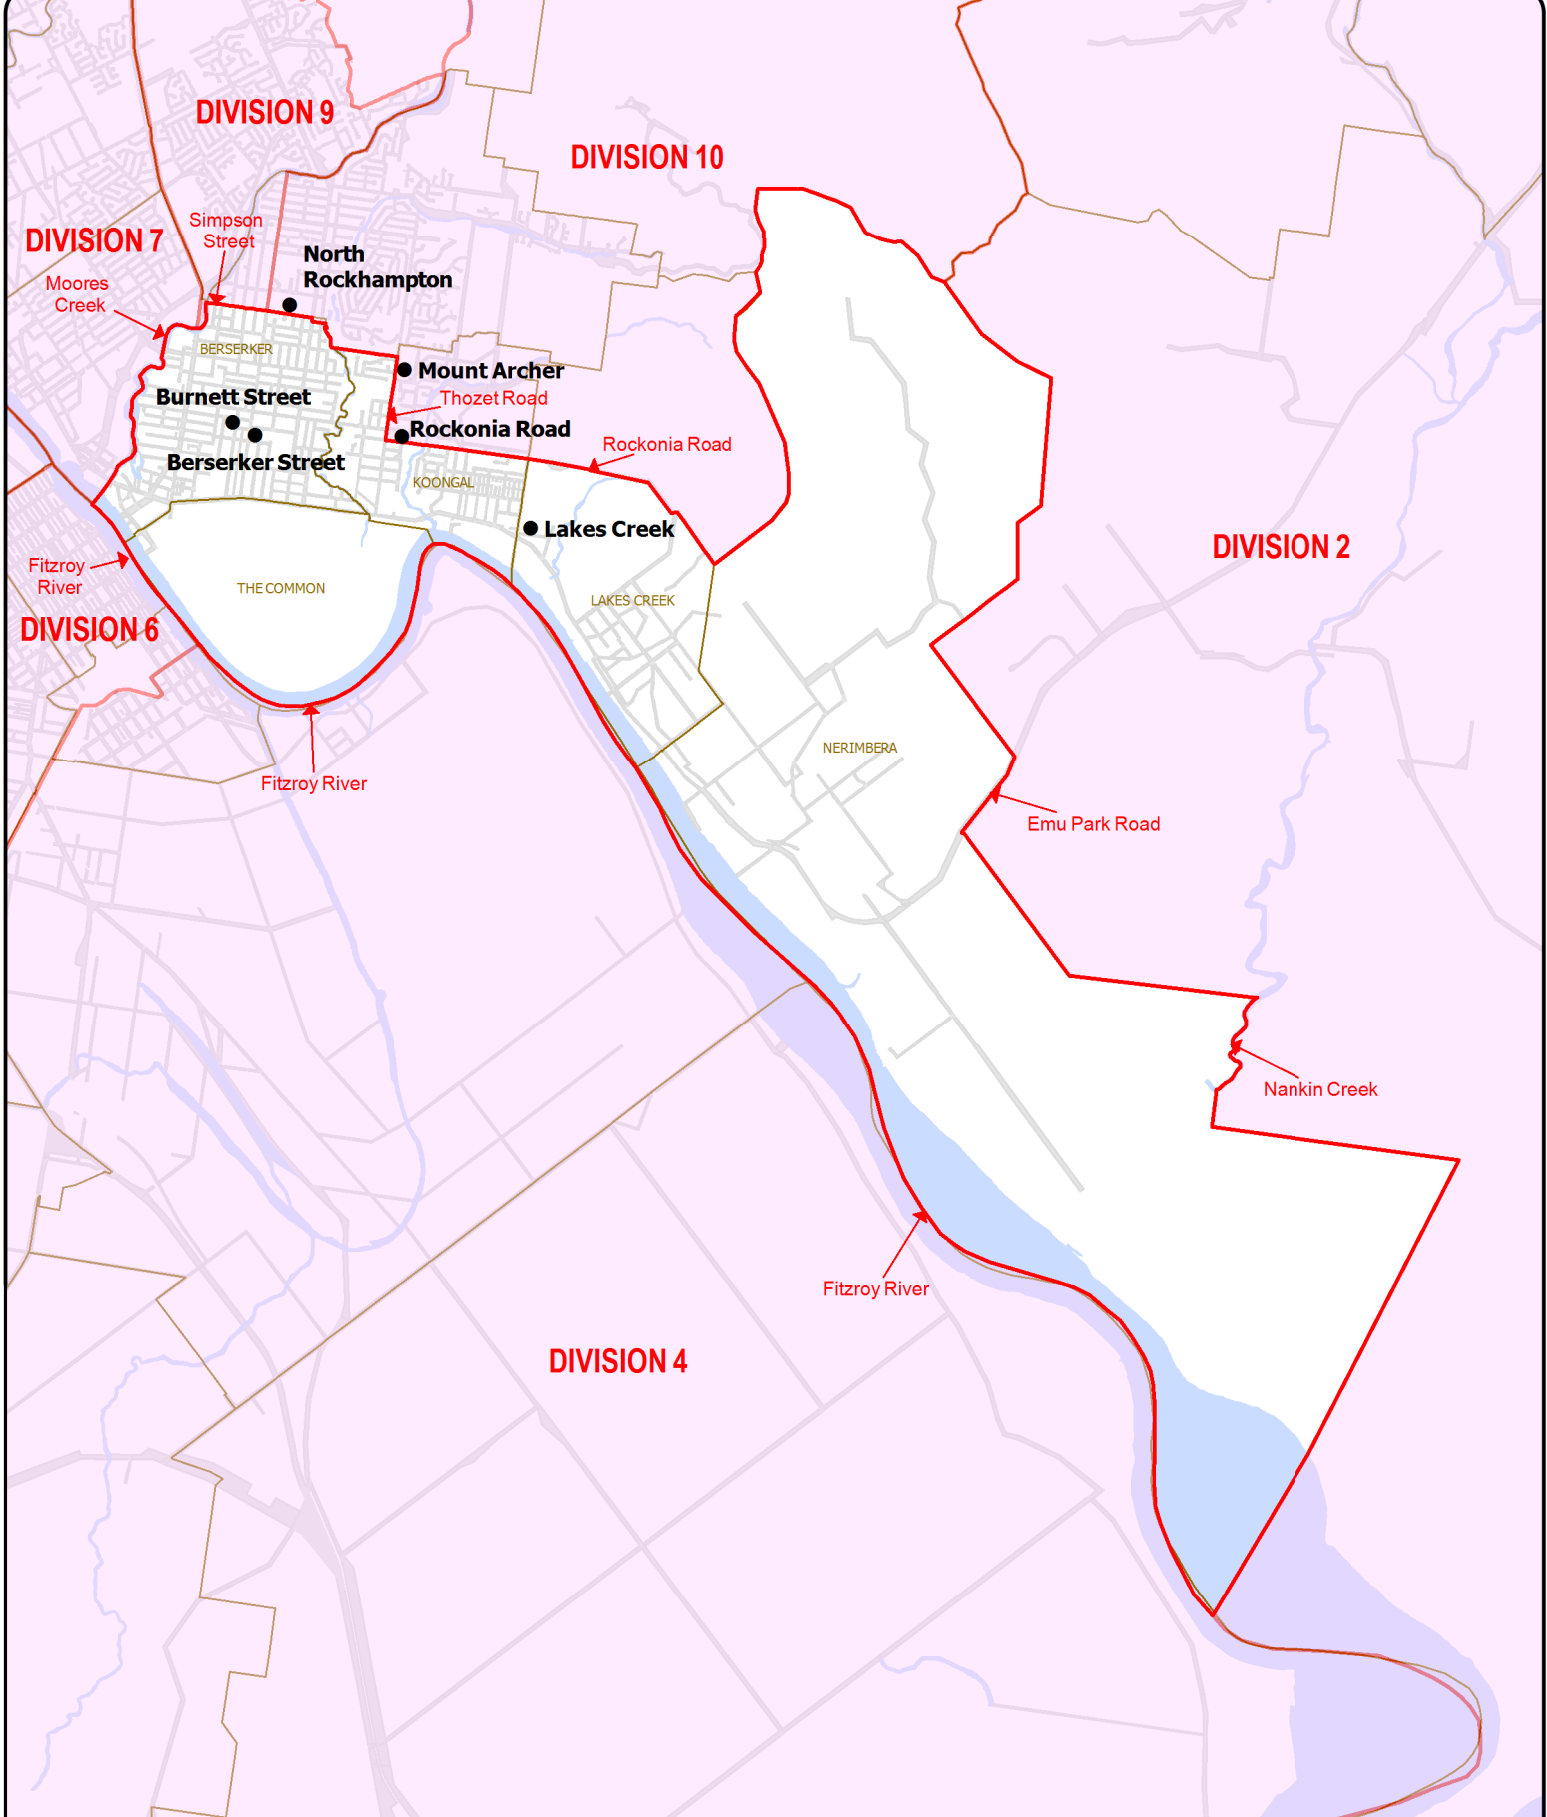 DIVISION 9
DIVISION 10
Simpson
Street
DIVISION 7
North
Rockhampton
Moores
Creek
BERSERKER
Mount Archer
Burnett Street
Thozet Road
Rockonia Road
Rockonia Road
Berserker Street
KOONGAL
Lakes Creek
DIVISION 2
Fitzroy
River
THE COMMON
LAKES CREEK
DIVISION 6
NERIMBERA
Fitzroy River
Emu Park Road
Nankin Creek
Fitzroy River
DIVISION 4